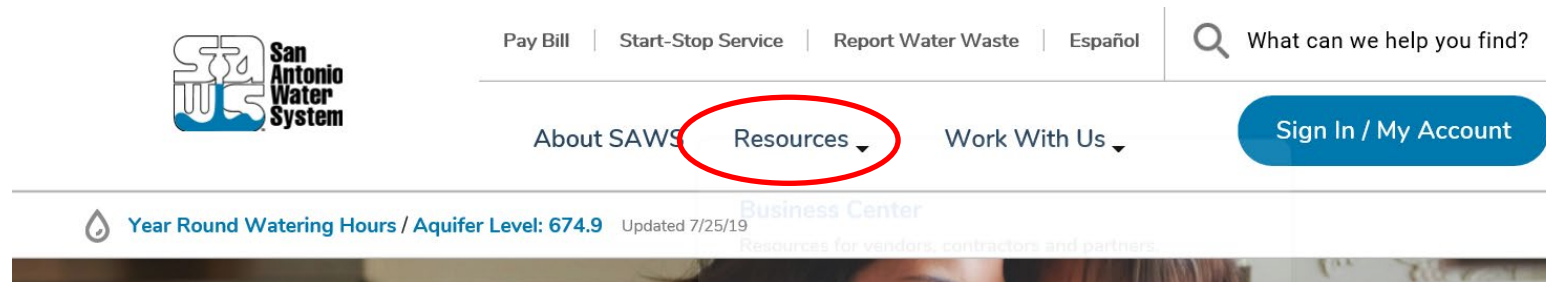 San
Antonio
Water
System
Pay Bill | Start-Stop Service | Report Water Waste | Español
What can we help you find?
About SAWS Resources Work With Us
Sign In / My Account
Year Round Watering Hours / Aquifer Level: 674.9 Updated 7/25/19
Business Center
Resources for vendors, contractors and partners.